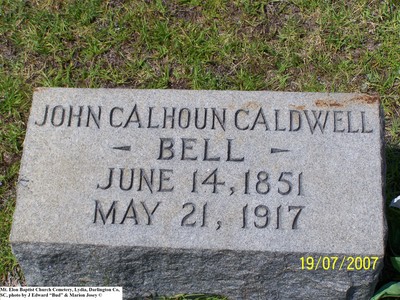 JOHN CALHOUN CALDWELL
- BELL -
JUNE 14, 1851
MAY 21, 1917
19/07/2007
Mt. Elon Baptist Church Cemetery, Lydia, Darlington Co,
SC, photo by J Edward "Bud" & Marion Josey ©